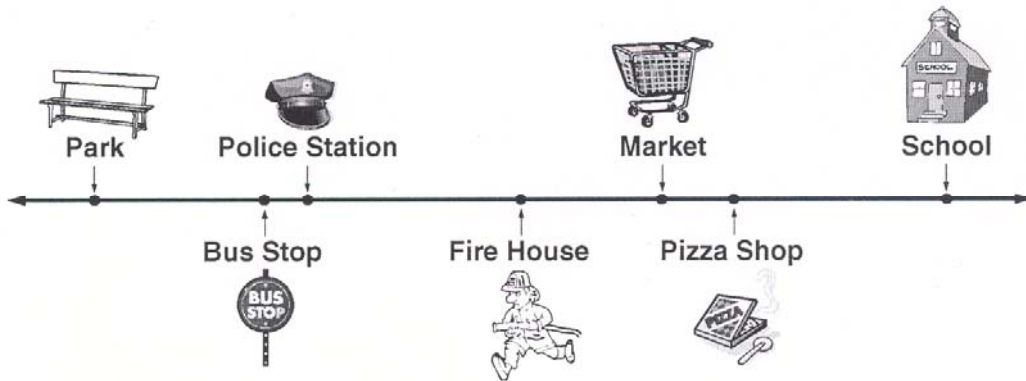 SCHOOL
Park
Police Station
Market
School
Bus Stop
Fire House
Pizza Shop
BUS
STOP
PIZZA